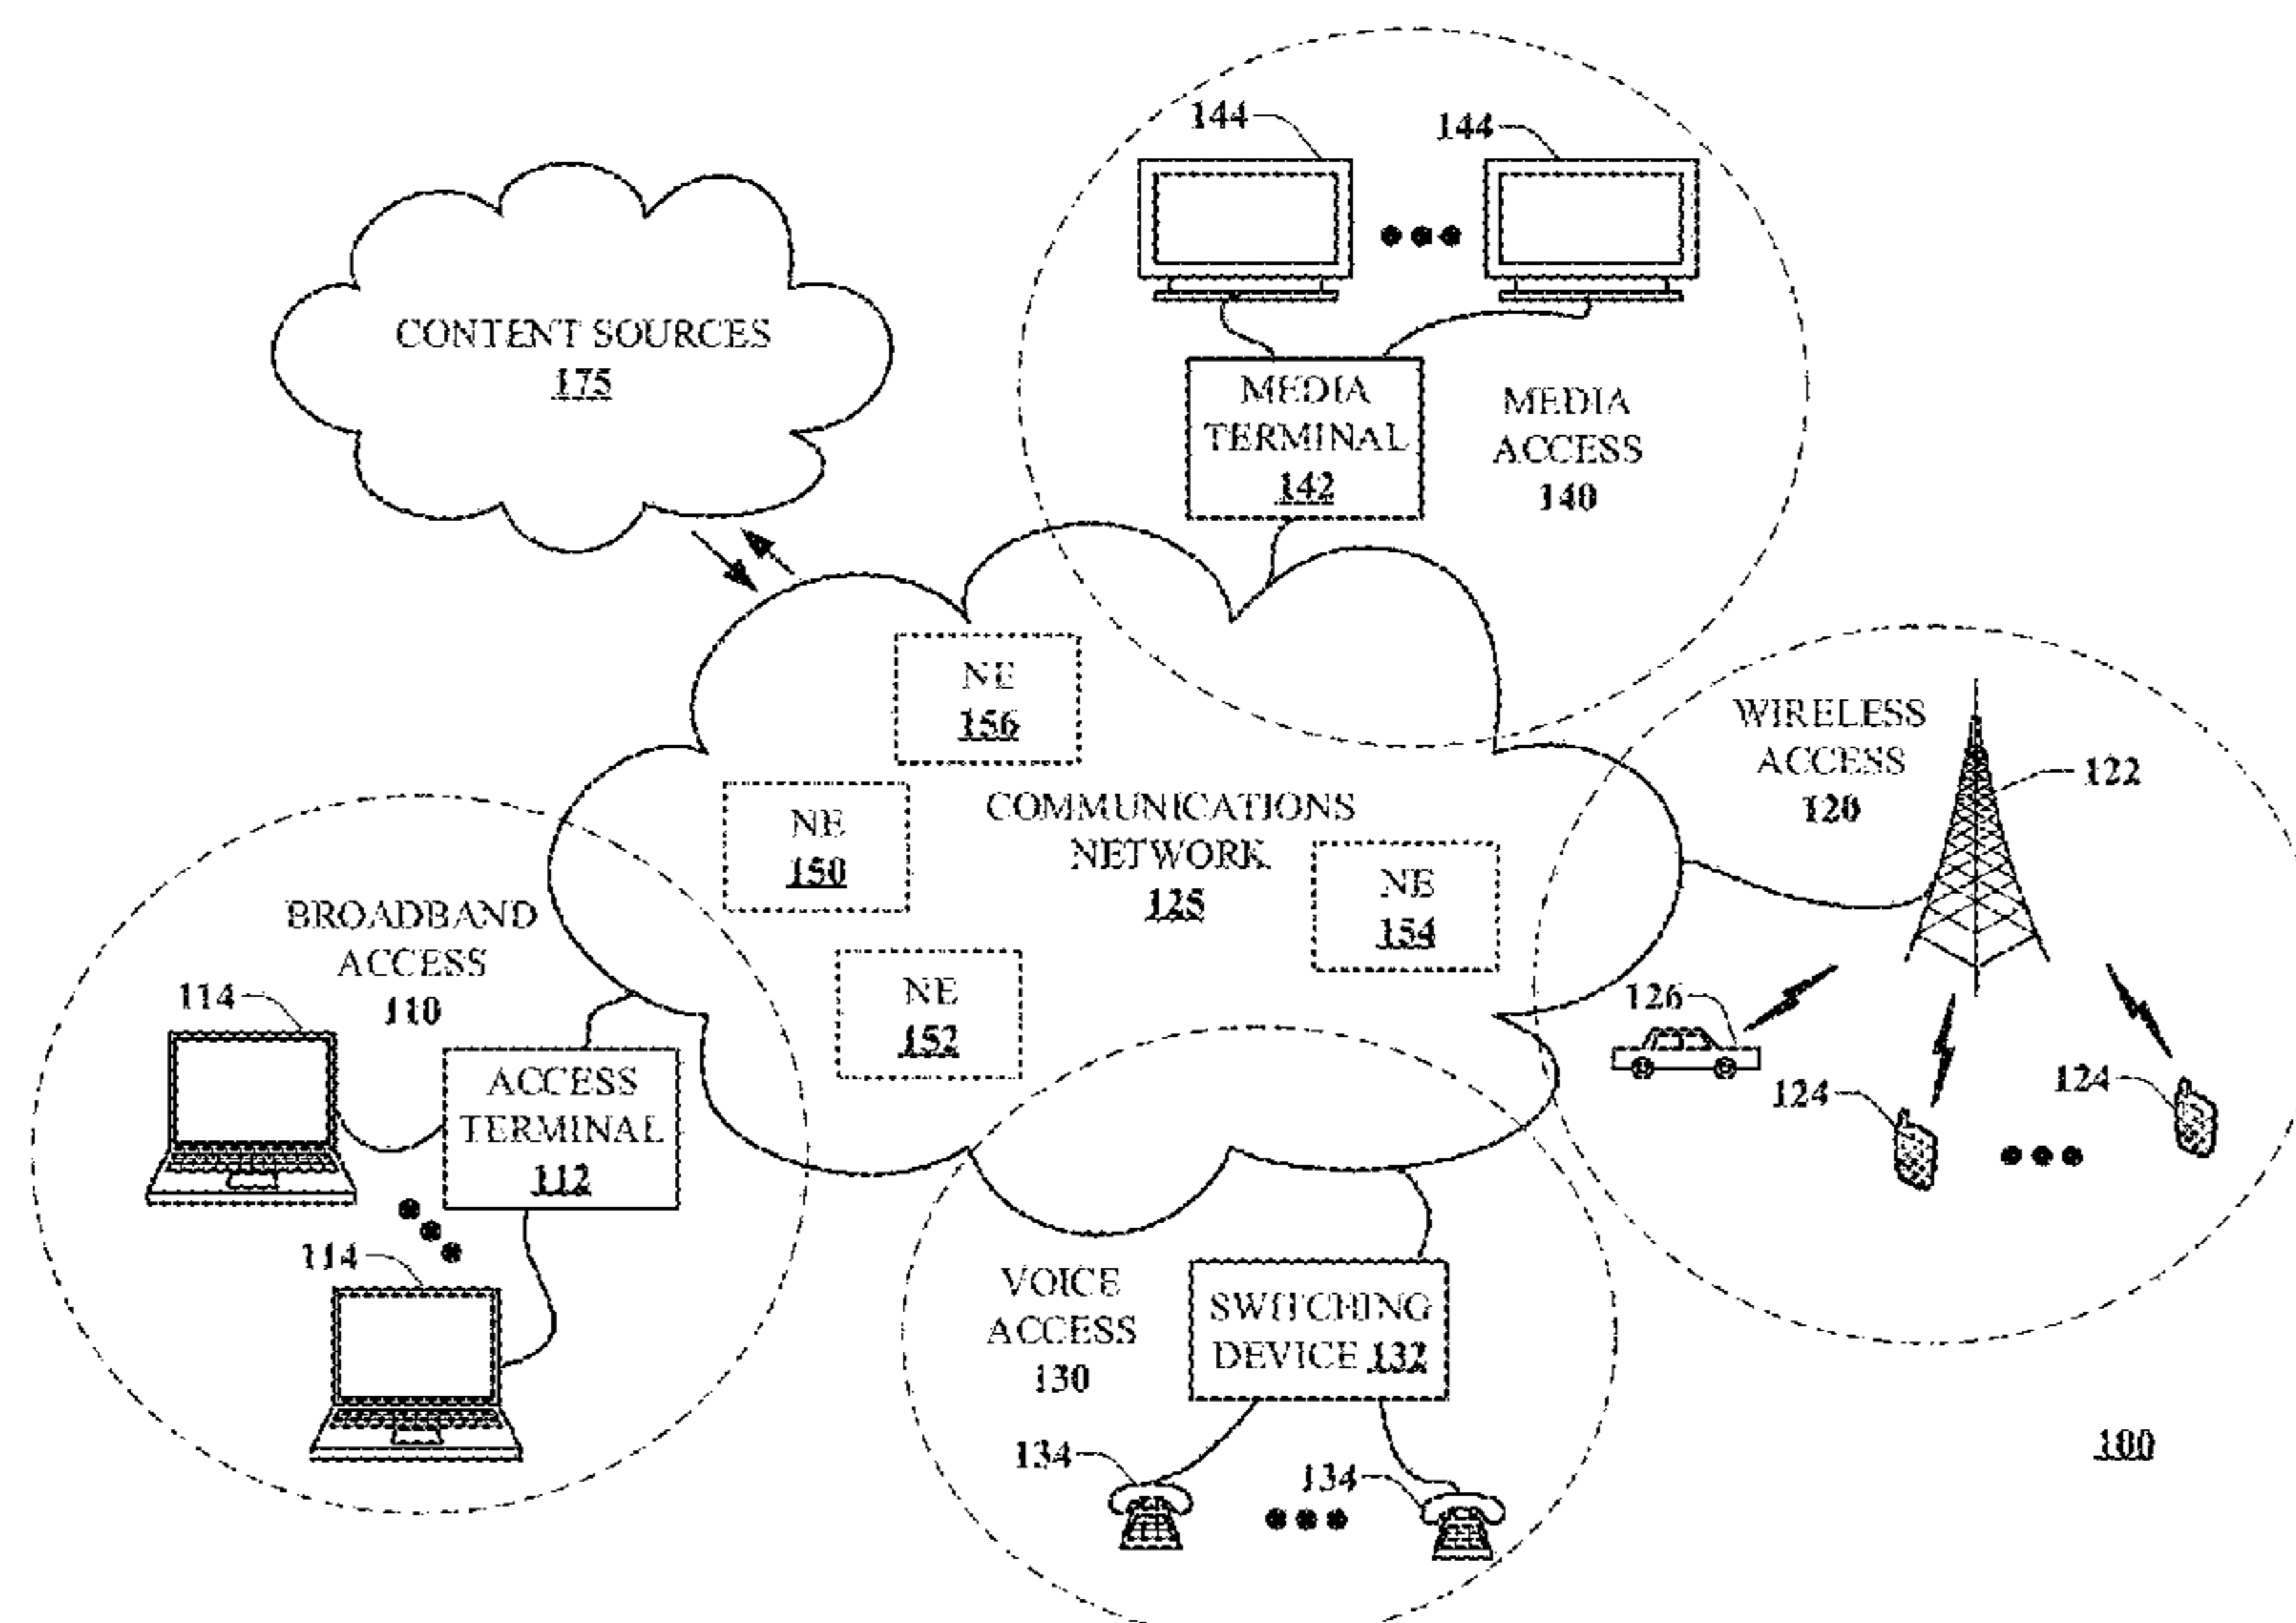 144
144
CONTENT SOURCES
175
MEDIA
TERMINAL
142
MEDIA
ACCESS
140
NE
156
WIRELESS
ACCESS
120
122
NE
150
COMMUNICATIONS
NETWORK
125
NE
154
BROADBAND
ACCESS
110
114
NE
152
126
124
124
ACCESS
TERMINAL
112
114
VOICE
ACCESS
130
SWITCHING
DEVICE 132
134
134
100